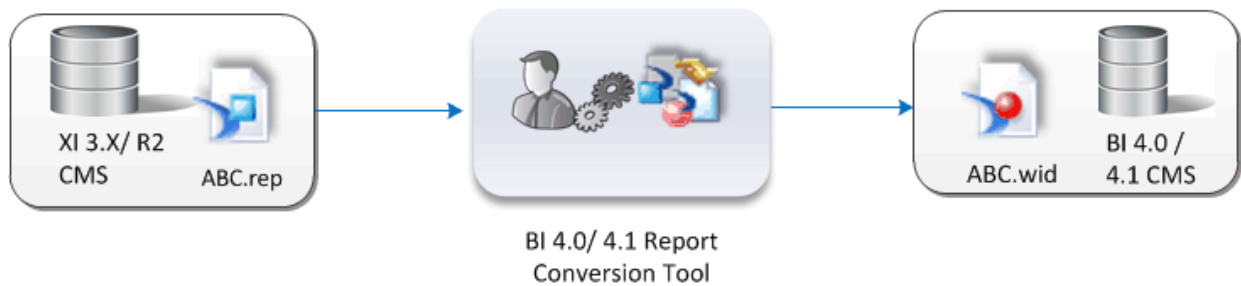 XI 3.X/ R2
CMS
ABC.rep
BI 4.0/ 4.1 Report
Conversion Tool
ABC.wid
BI 4.0 /
4.1 CMS